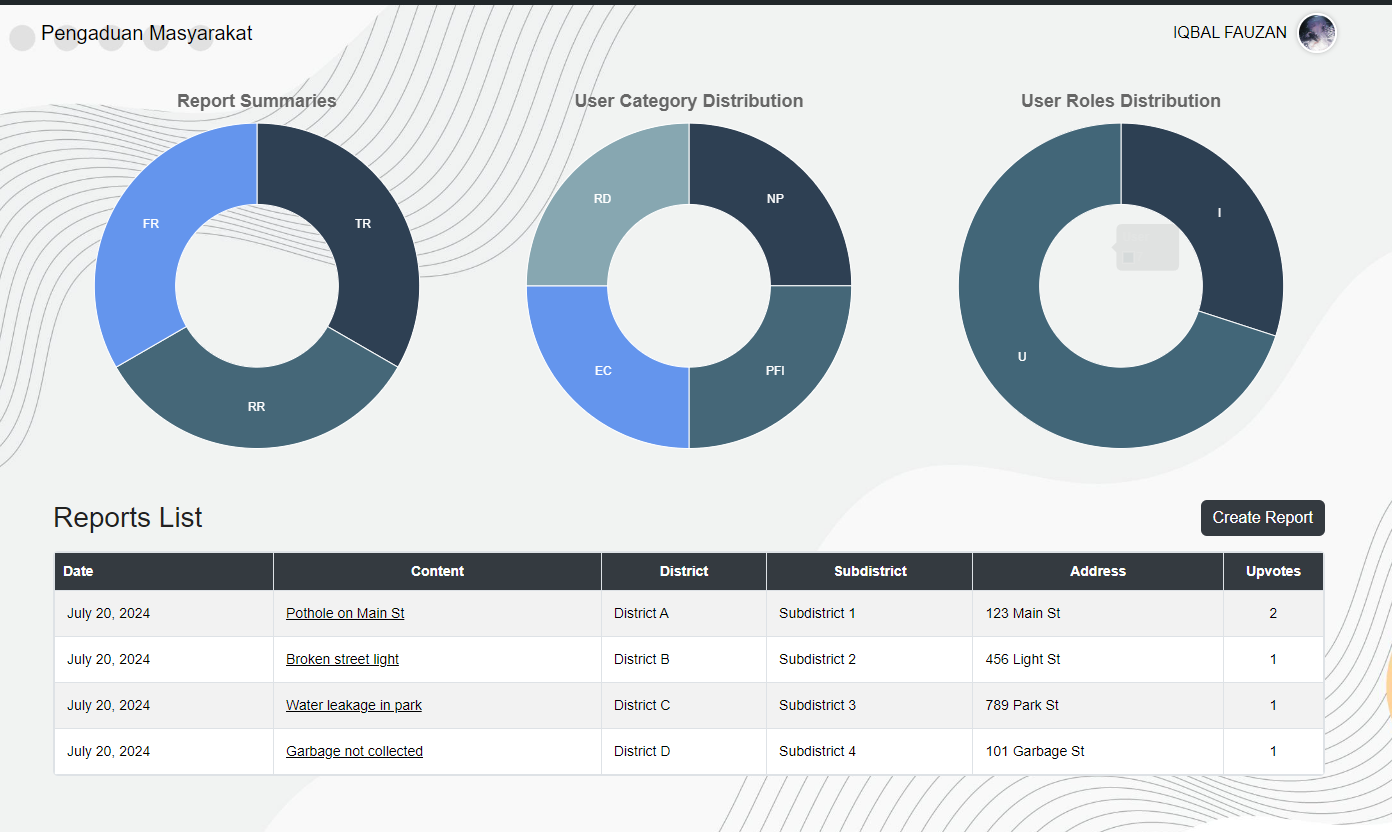 Pengaduan Masyarakat
IQBAL FAUZAN
Report Summaries
User Category Distribution
User Roles Distribution
FR
TR
RR
RD
NP
EC
PFI
I
U
Reports List
Create Report
Date Content District Subdistrict Address Upvotes
July 20, 2024 Pothole on Main St District A Subdistrict 1 123 Main St 2
July 20, 2024 Broken street light District B Subdistrict 2 456 Light St 1
July 20, 2024 Water leakage in park District C Subdistrict 3 789 Park St 1
July 20, 2024 Garbage not collected District D Subdistrict 4 101 Garbage St 1